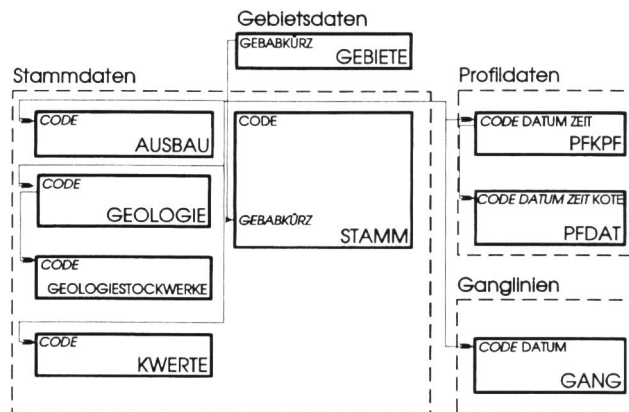 Gebietsdaten
GEBABKÜRZ
GEBIETE
Stammdaten
CODE
AUSBAU
CODE
GEOLOGIE
CODE
GEOLOGIESTOCKWERKE
CODE
KWERTE
CODE
GEBABKÜRZ
STAMM
Profildaten
CODE DATUM ZEIT
PFKPF
CODE DATUM ZEIT KOTE
PFDAT
Ganglinien
CODE DATUM
GANG